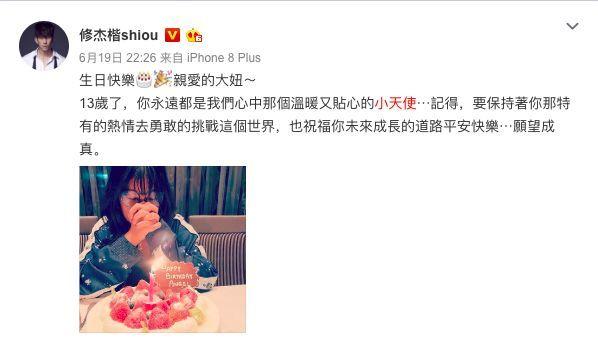 修杰楷shiou
6月19日 22:26 来自 iPhone 8 Plus
生日快樂🎂🎉親愛的大妞～
13歲了，你永遠都是我們心中那個溫暖又貼心的小天使⋯記得，要保持著你那特
有的熱情去勇敢的挑戰這個世界，也祝福你未來成長的道路平安快樂⋯願望成
真。
HAPPY
BIRTHDAY
ANGEL